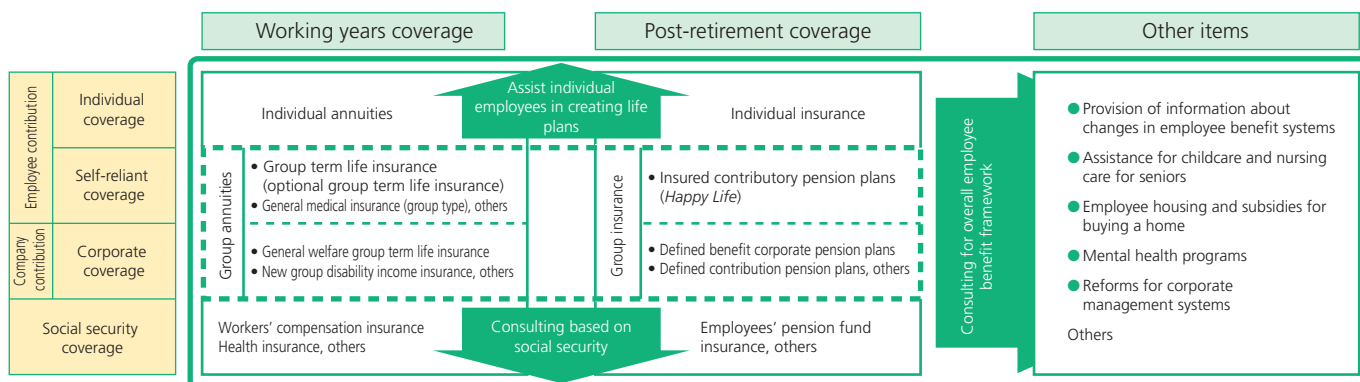 Working years coverage
Post-retirement coverage
Other items
Employee contribution
Company
contribution
Individual
coverage
Self-reliant
coverage
Corporate
coverage
Social security
coverage
Individual annuities
Assist individual
employees in creating life
plans
Individual insurance
Group annuities
• Group term life insurance
(optional group term life insurance)
• General medical insurance (group type), others
• General welfare group term life insurance
• New group disability income insurance, others
Group insurance
• Insured contributory pension plans
(Happy Life)
• Defined benefit corporate pension plans
• Defined contribution pension plans, others
Workers’ compensation insurance
Health insurance, others
Consulting based on
social security
Employees’ pension fund
insurance, others
Consulting for overall employee
benefit framework
● Provision of information about
changes in employee benefit systems
● Assistance for childcare and nursing
care for seniors
● Employee housing and subsidies for
buying a home
● Mental health programs
● Reforms for corporate
management systems
Others